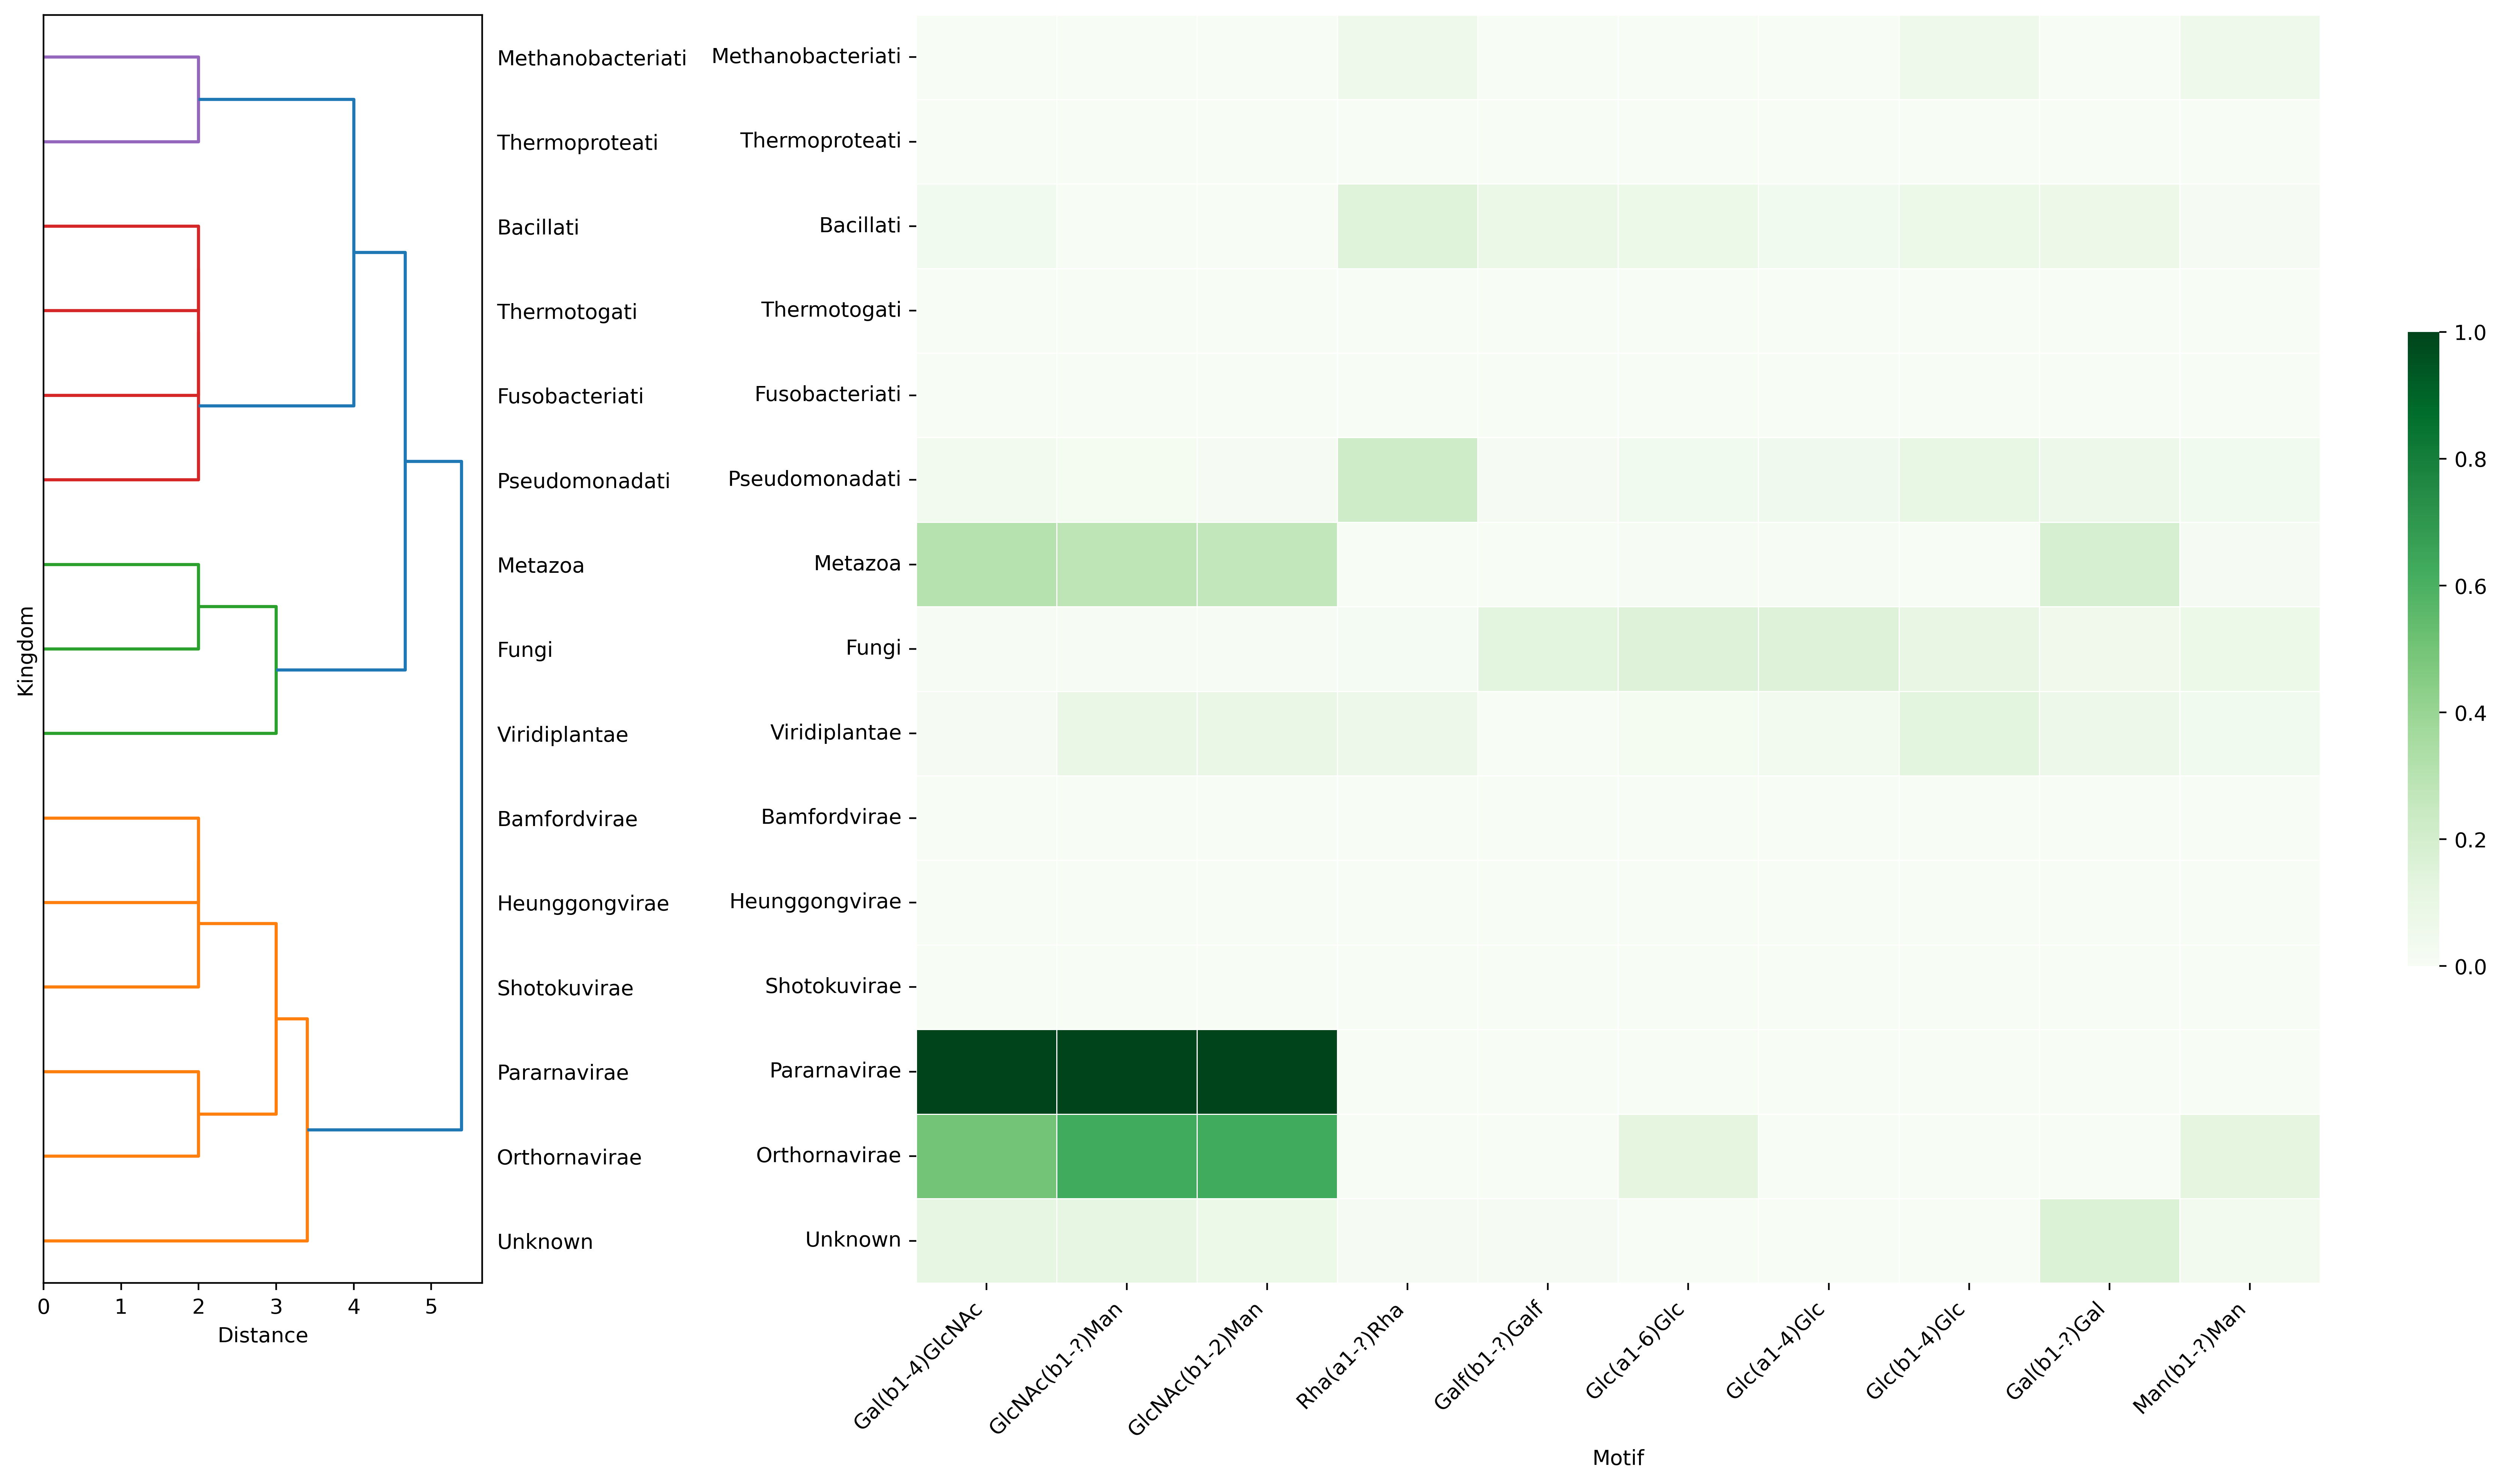 Kingdom
Methanobacteriati
Thermoproteati
Bacillati
Thermotogati
Fusobacteriati
Pseudomonadati
Metazoa
Fungi
Viridiplantae
Bamfordvirae
Heunggongvirae
Shotokuvirae
Pararnavirae
Orthornavirae
Unknown
0 1 2 3 4 5
Distance
Methanobacteriati
Thermoproteati
Bacillati
Thermotogati
Fusobacteriati
Pseudomonadati
Metazoa
Fungi
Viridiplantae
Bamfordvirae
Heunggongvirae
Shotokuvirae
Pararnavirae
Orthornavirae
Unknown
Gal(b1-4)GlcNAc
GlcNAc(b1-?)Man
GlcNAc(b1-2)Man
Rha(a1-?)Rha
Galf(b1-?)Galf
Glc(a1-6)Glc
Glc(a1-4)Glc
Glc(b1-4)Glc
Gal(b1-?)Gal
Man(b1-?)Man
Motif
1.0
0.8
0.6
0.4
0.2
0.0